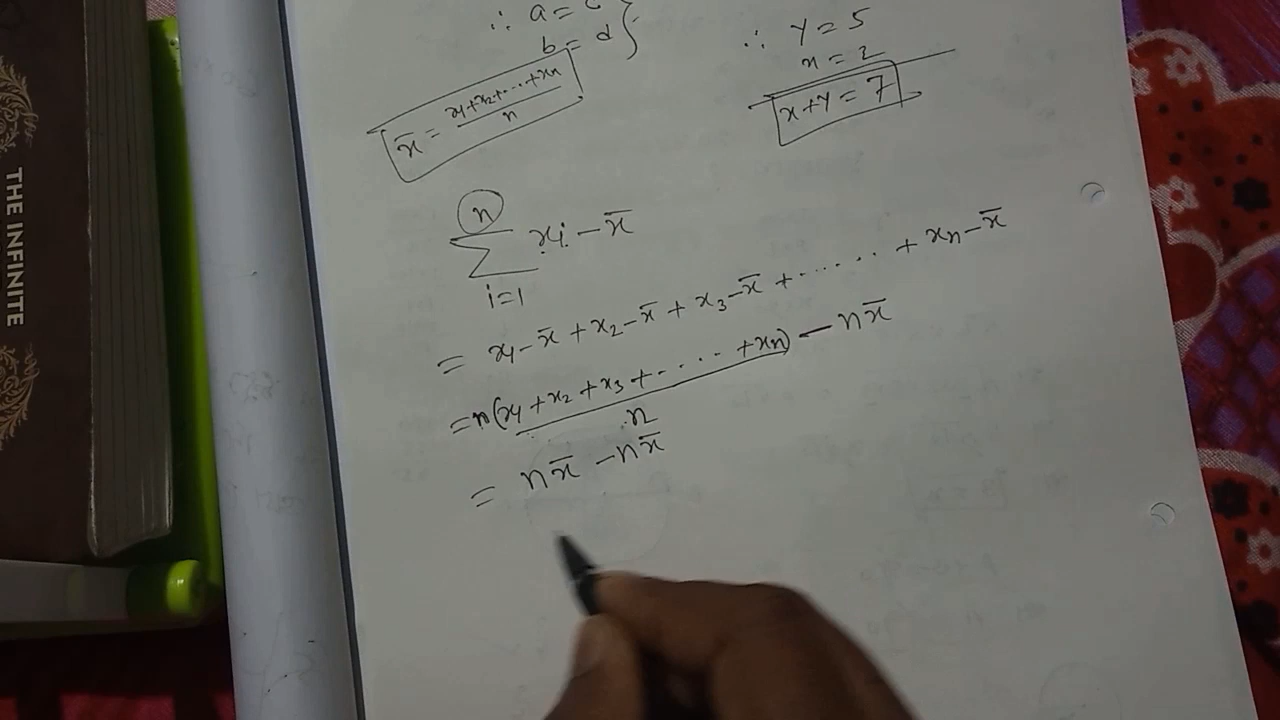 ∴ a = c
b = d }
x̄ = (x₁+x₂+....+xₙ)/n
∴ y = 5
x = 2
x+y = 7
n
∑ xᵢ - x̄
i=1
= x₁-x̄ + x₂-x̄ + x₃-x̄ +...... + xₙ-x̄
= n(x₁+x₂+x₃+.....+xₙ)/n - nx̄
= nx̄ - nx̄
THE INFINITE